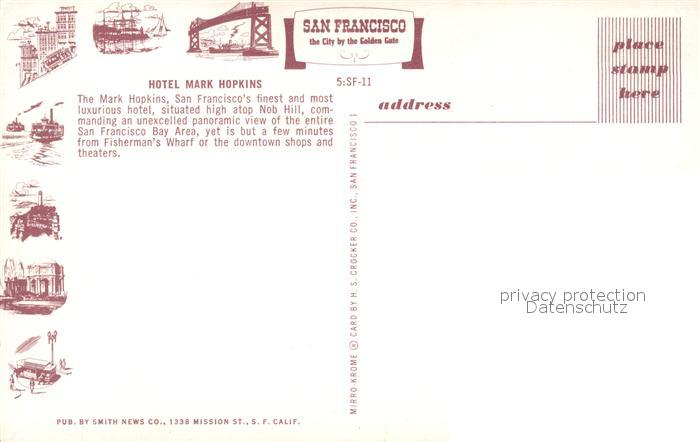 SAN FRANCISCO
the City by the Golden Gate
HOTEL MARK HOPKINS
5:SF-11
The Mark Hopkins, San Francisco's finest and most
luxurious hotel, situated high atop Nob Hill, com-
manding an unexcelled panoramic view of the entire
San Francisco Bay Area, yet is but a few minutes
from Fisherman's Wharf or the downtown shops and
theaters.
place
stamp
here
address
MIRRO-KROME ® CARD BY H. S. CROCKER CO., INC., SAN FRANCISCO 1
privacy protection
Datenschutz
PUB. BY SMITH NEWS CO., 1338 MISSION ST., S. F. CALIF.